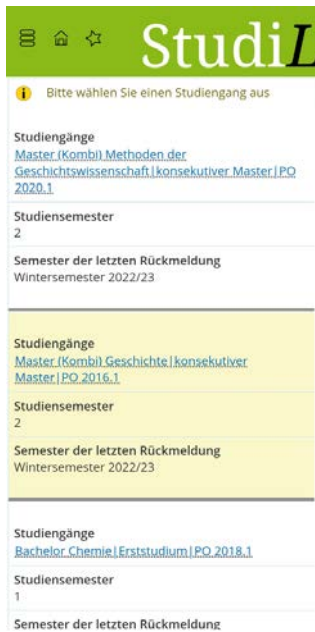 StudiL
Bitte wählen Sie einen Studiengang aus
Studiengänge
Master (Kombi) Methoden der
Geschichtswissenschaft|konsekutiver Master|PO
2020.1
Studiensemester
2
Semester der letzten Rückmeldung
Wintersemester 2022/23
Studiengänge
Master (Kombi) Geschichte|konsekutiver
Master|PO 2016.1
Studiensemester
2
Semester der letzten Rückmeldung
Wintersemester 2022/23
Studiengänge
Bachelor Chemie|Erststudium|PO 2018.1
Studiensemester
1
Semester der letzten Rückmeldung